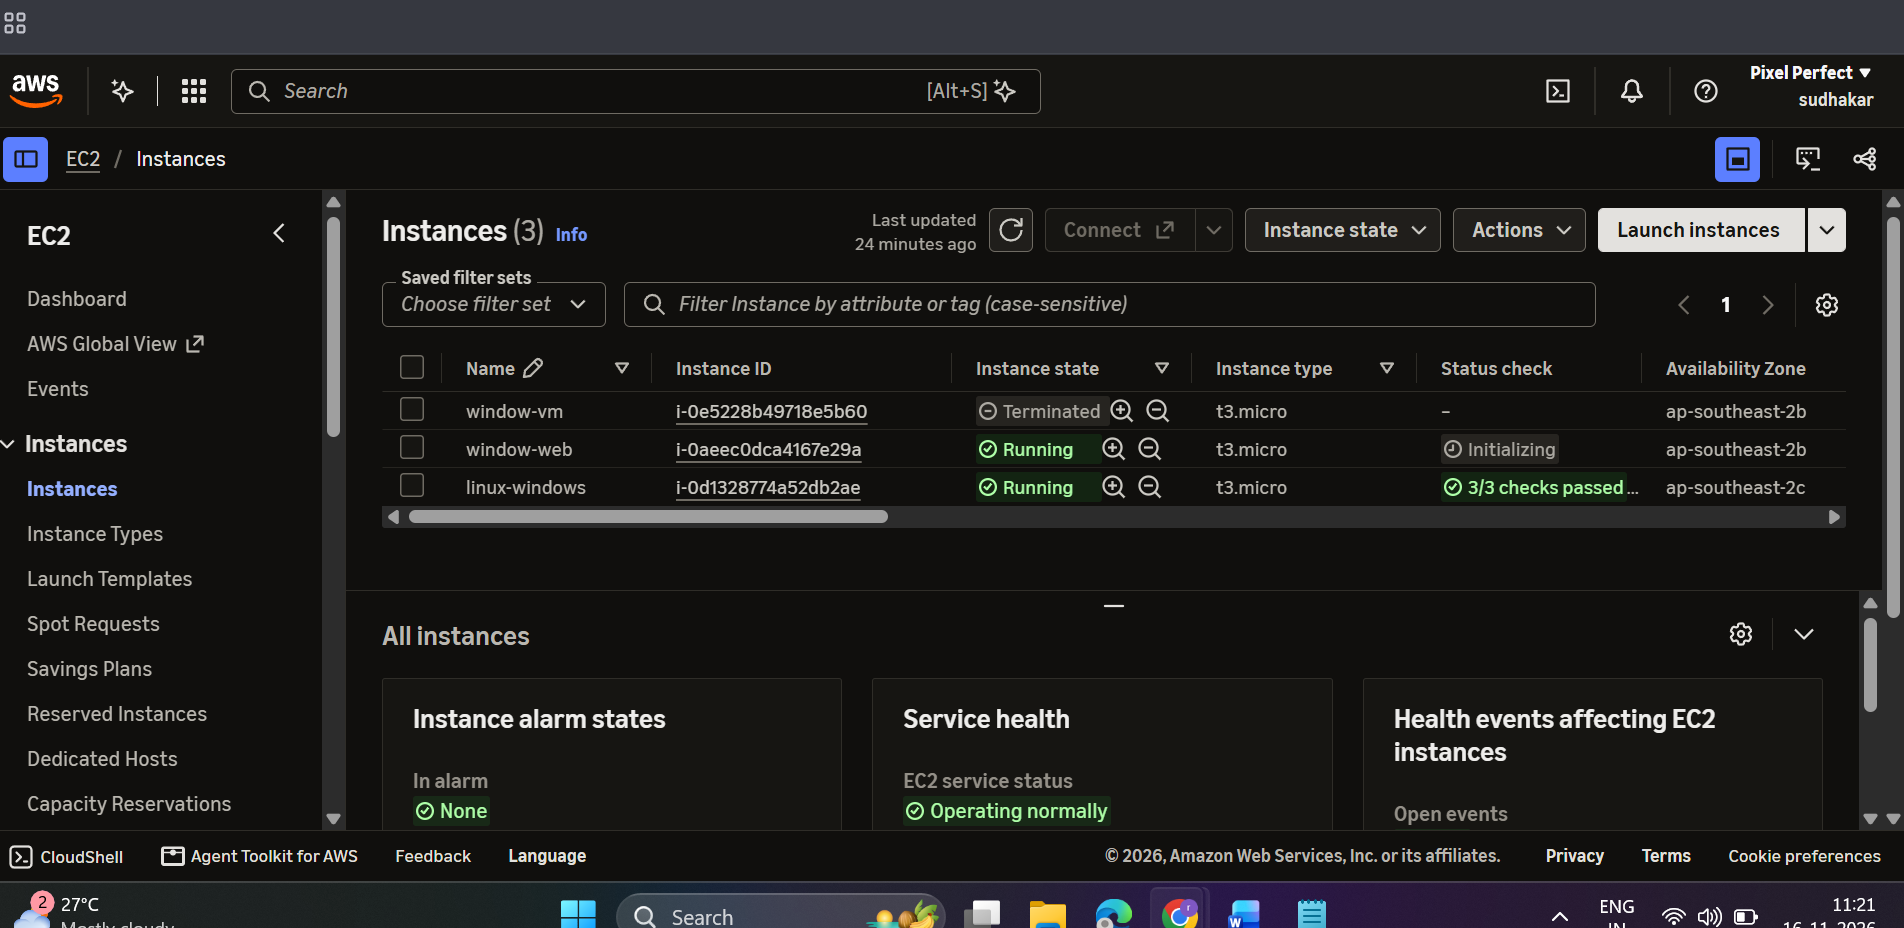 aws
Search [Alt+S]
Pixel Perfect
sudhakar
EC2 / Instances
EC2
Dashboard
AWS Global View
Events
Instances
Instances
Instance Types
Launch Templates
Spot Requests
Savings Plans
Reserved Instances
Dedicated Hosts
Capacity Reservations
Instances (3) Info
Last updated
24 minutes ago
Connect
Instance state
Actions
Launch instances
Saved filter sets
Choose filter set
Filter Instance by attribute or tag (case-sensitive)
1
Name Instance ID Instance state Instance type Status check Availability Zone
window-vm i-0e5228b49718e5b60 Terminated t3.micro – ap-southeast-2b
window-web i-0aeec0dca4167e29a Running t3.micro Initializing ap-southeast-2b
linux-windows i-0d1328774a52db2ae Running t3.micro 3/3 checks passed ... ap-southeast-2c
All instances
Instance alarm states
In alarm
None
Service health
EC2 service status
Operating normally
Health events affecting EC2
instances
Open events
CloudShell Agent Toolkit for AWS Feedback Language
© 2026, Amazon Web Services, Inc. or its affiliates. Privacy Terms Cookie preferences
2
27°C
Mostly cloudy
Search
ENG
IN
11:21
16-11-2026